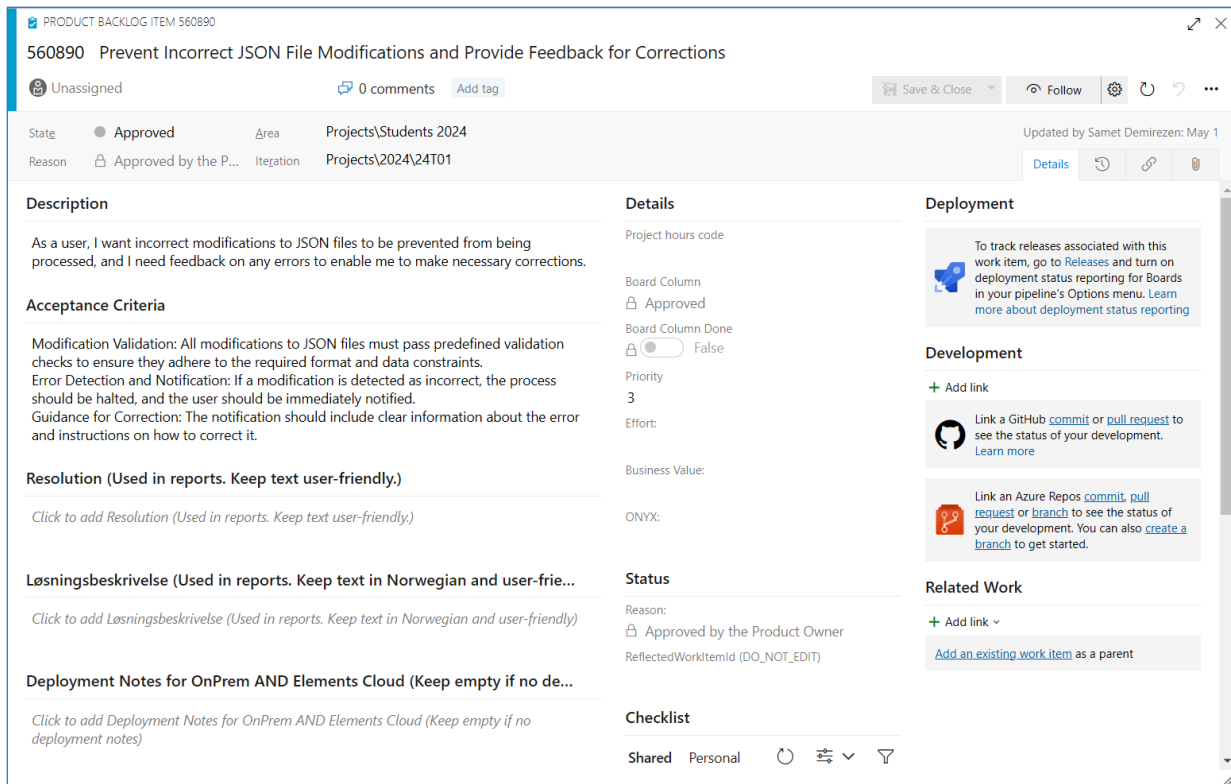 PRODUCT BACKLOG ITEM 560890
560890 Prevent Incorrect JSON File Modifications and Provide Feedback for Corrections
Unassigned
0 comments
Add tag
Save & Close
Follow
State
Approved
Area
Projects\Students 2024
Updated by Samet Demirezen: May 1
Reason
Approved by the P...
Iteration
Projects\2024\24T01
Details
Description
As a user, I want incorrect modifications to JSON files to be prevented from being
processed, and I need feedback on any errors to enable me to make necessary corrections.
Acceptance Criteria
Modification Validation: All modifications to JSON files must pass predefined validation
checks to ensure they adhere to the required format and data constraints.
Error Detection and Notification: If a modification is detected as incorrect, the process
should be halted, and the user should be immediately notified.
Guidance for Correction: The notification should include clear information about the error
and instructions on how to correct it.
Resolution (Used in reports. Keep text user-friendly.)
Click to add Resolution (Used in reports. Keep text user-friendly.)
Løsningsbeskrivelse (Used in reports. Keep text in Norwegian and user-frie...
Click to add Løsningsbeskrivelse (Used in reports. Keep text in Norwegian and user-friendly)
Deployment Notes for OnPrem AND Elements Cloud (Keep empty if no de...
Click to add Deployment Notes for OnPrem AND Elements Cloud (Keep empty if no
deployment notes)
Details
Project hours code
Board Column
Approved
Board Column Done
False
Priority
3
Effort:
Business Value:
ONYX:
Status
Reason:
Approved by the Product Owner
ReflectedWorkItemId (DO_NOT_EDIT)
Checklist
Shared Personal
Deployment
To track releases associated with this
work item, go to Releases and turn on
deployment status reporting for Boards
in your pipeline's Options menu. Learn
more about deployment status reporting
Development
+ Add link
Link a GitHub commit or pull request to
see the status of your development.
Learn more
Link an Azure Repos commit, pull
request or branch to see the status of
your development. You can also create a
branch to get started.
Related Work
+ Add link
Add an existing work item as a parent